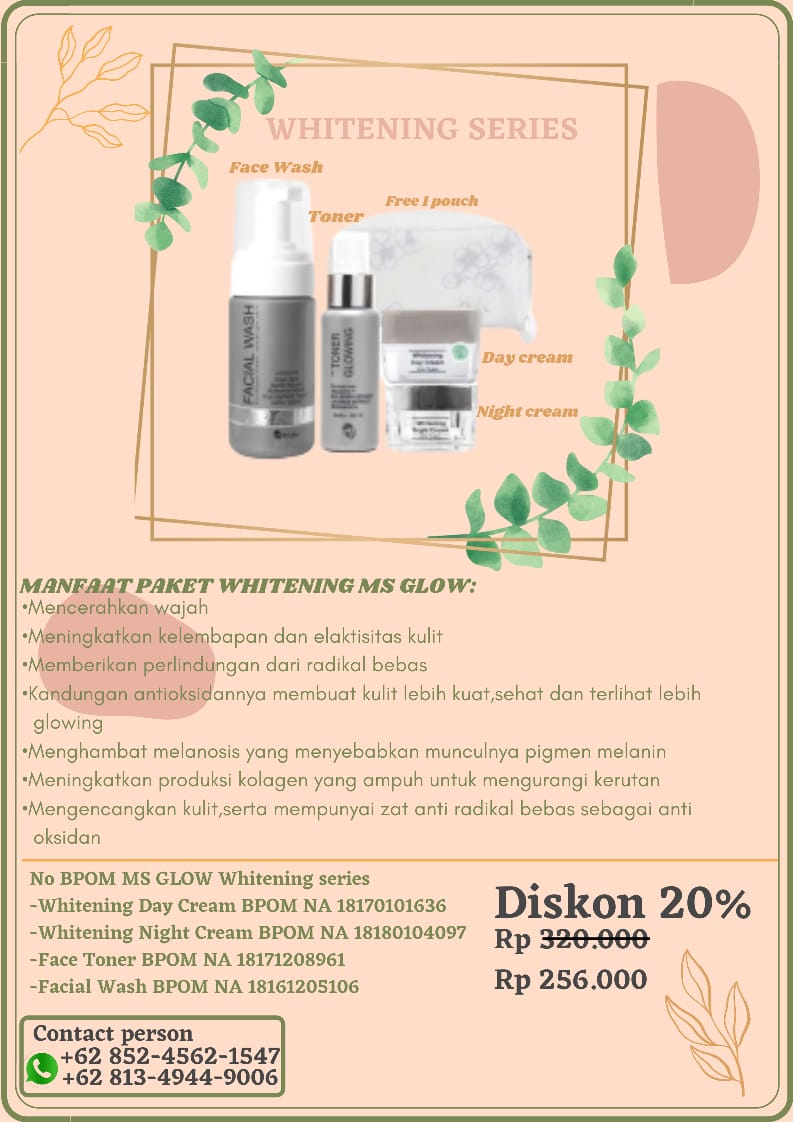 WHITENING SERIES
Face Wash
Free 1 pouch
Toner
FACIAL WASH
TONER
GLOWING
Whitening
Day Cream
Day cream
Night cream
Whitening
Night Cream
MANFAAT PAKET WHITENING MS GLOW:
•Mencerahkan wajah
•Meningkatkan kelembapan dan elaktisitas kulit
•Memberikan perlindungan dari radikal bebas
•Kandungan antioksidannya membuat kulit lebih kuat,sehat dan terlihat lebih
glowing
•Menghambat melanosis yang menyebabkan munculnya pigmen melanin
•Meningkatkan produksi kolagen yang ampuh untuk mengurangi kerutan
•Mengencangkan kulit,serta mempunyai zat anti radikal bebas sebagai anti
oksidan
No BPOM MS GLOW Whitening series
-Whitening Day Cream BPOM NA 18170101636
-Whitening Night Cream BPOM NA 18180104097
-Face Toner BPOM NA 18171208961
-Facial Wash BPOM NA 18161205106
Diskon 20%
Rp 320.000
Rp 256.000
Contact person
+62 852-4562-1547
+62 813-4944-9006